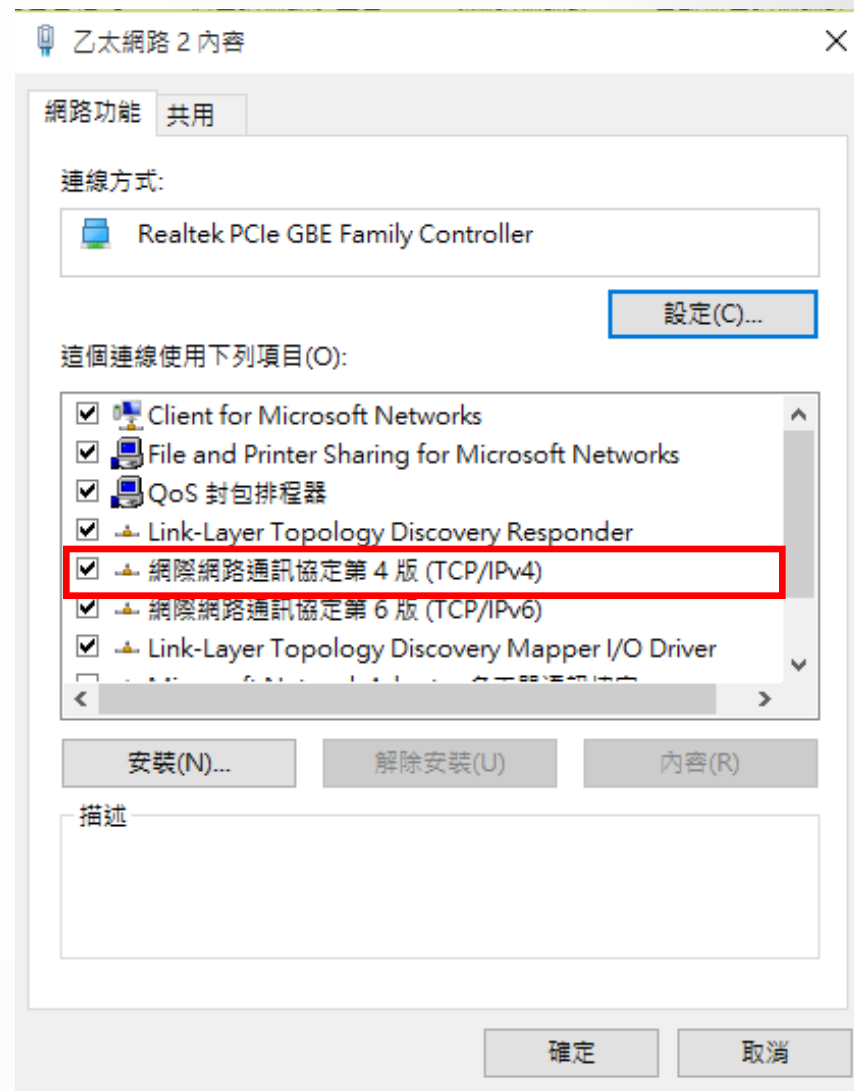 乙太網路 2 內容
網路功能 共用
連線方式:
Realtek PCIe GBE Family Controller
設定(C)...
這個連線使用下列項目(O):
Client for Microsoft Networks
File and Printer Sharing for Microsoft Networks
QoS 封包排程器
Link-Layer Topology Discovery Responder
網際網路通訊協定第 4 版 (TCP/IPv4)
網際網路通訊協定第 6 版 (TCP/IPv6)
Link-Layer Topology Discovery Mapper I/O Driver
安裝(N)... 解除安裝(U) 內容(R)
描述
確定 取消